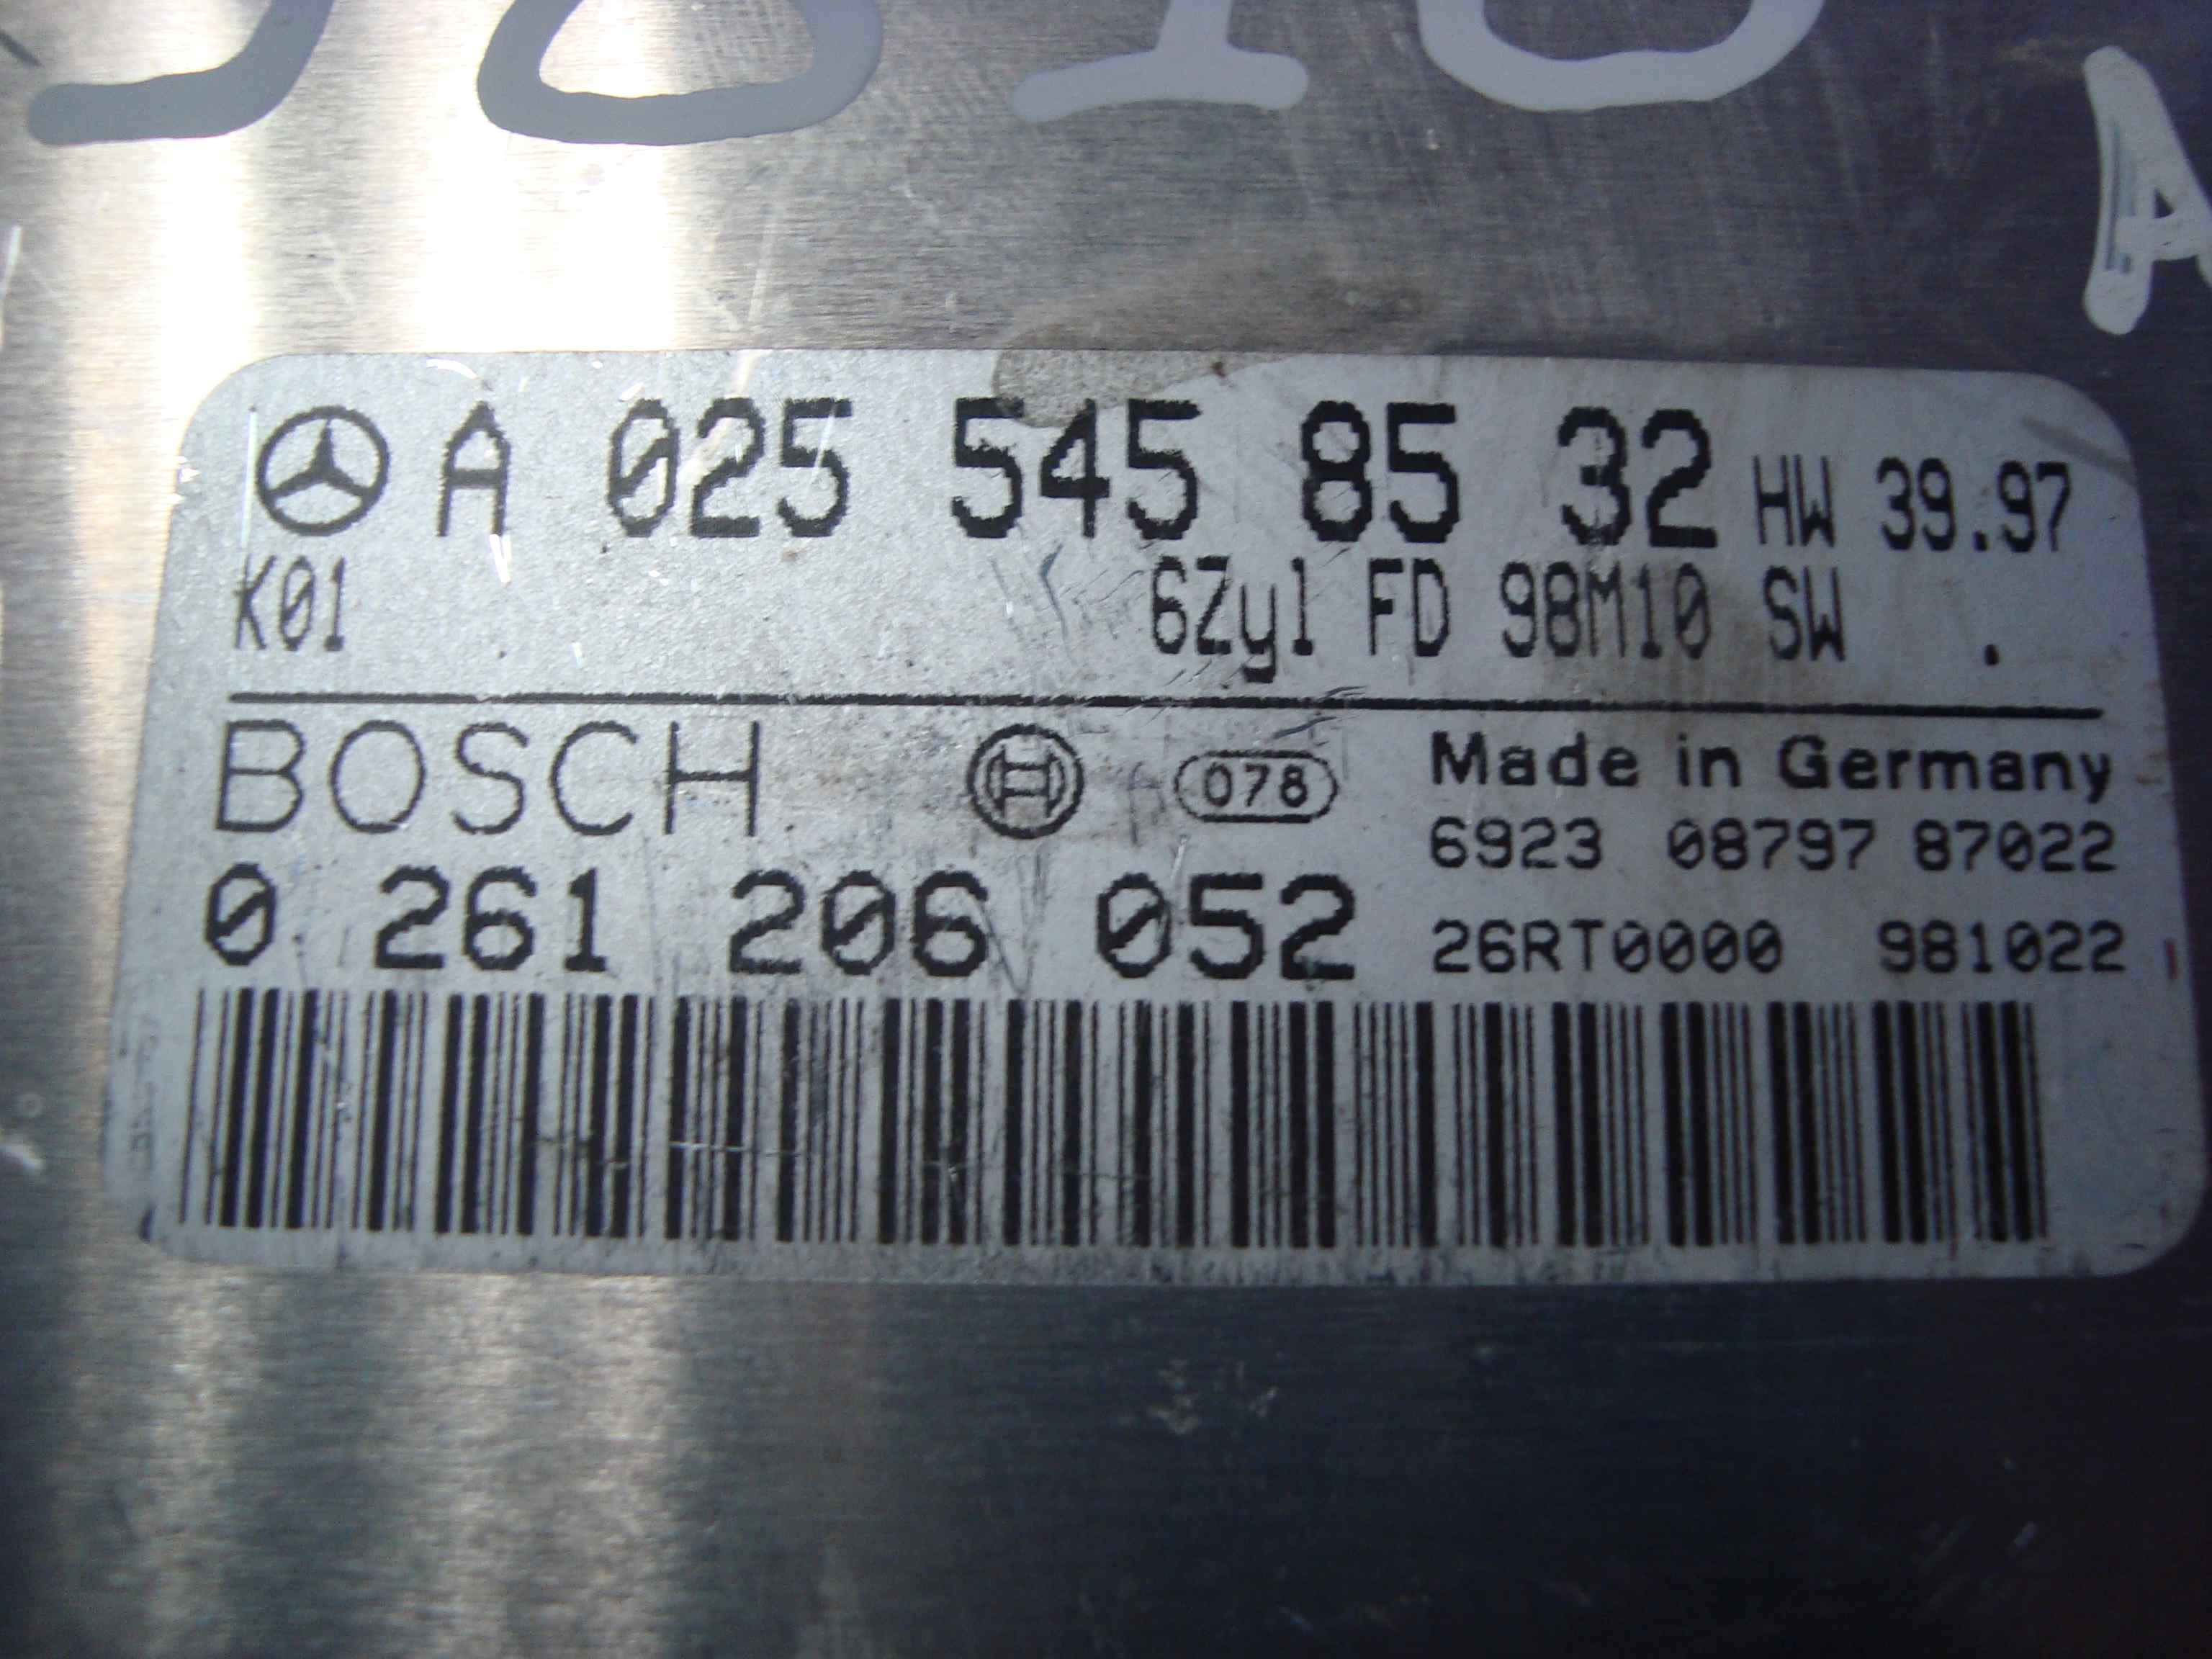 A 025 545 85 32 HW 39.97
K01 6Zyl FD 98M10 SW .
BOSCH 078 Made in Germany
6923 08797 87022
0 261 206 052 26RT0000 981022